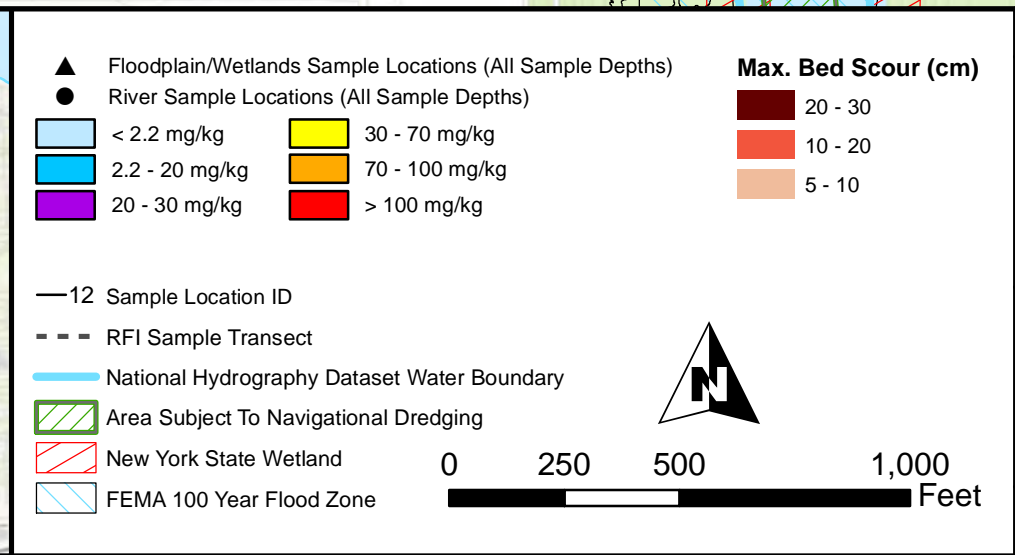 Floodplain/Wetlands Sample Locations (All Sample Depths)
River Sample Locations (All Sample Depths)
< 2.2 mg/kg
2.2 - 20 mg/kg
20 - 30 mg/kg
30 - 70 mg/kg
70 - 100 mg/kg
> 100 mg/kg
Max. Bed Scour (cm)
20 - 30
10 - 20
5 - 10
12 Sample Location ID
RFI Sample Transect
National Hydrography Dataset Water Boundary
Area Subject To Navigational Dredging
New York State Wetland
FEMA 100 Year Flood Zone
N
0 250 500 1,000
Feet